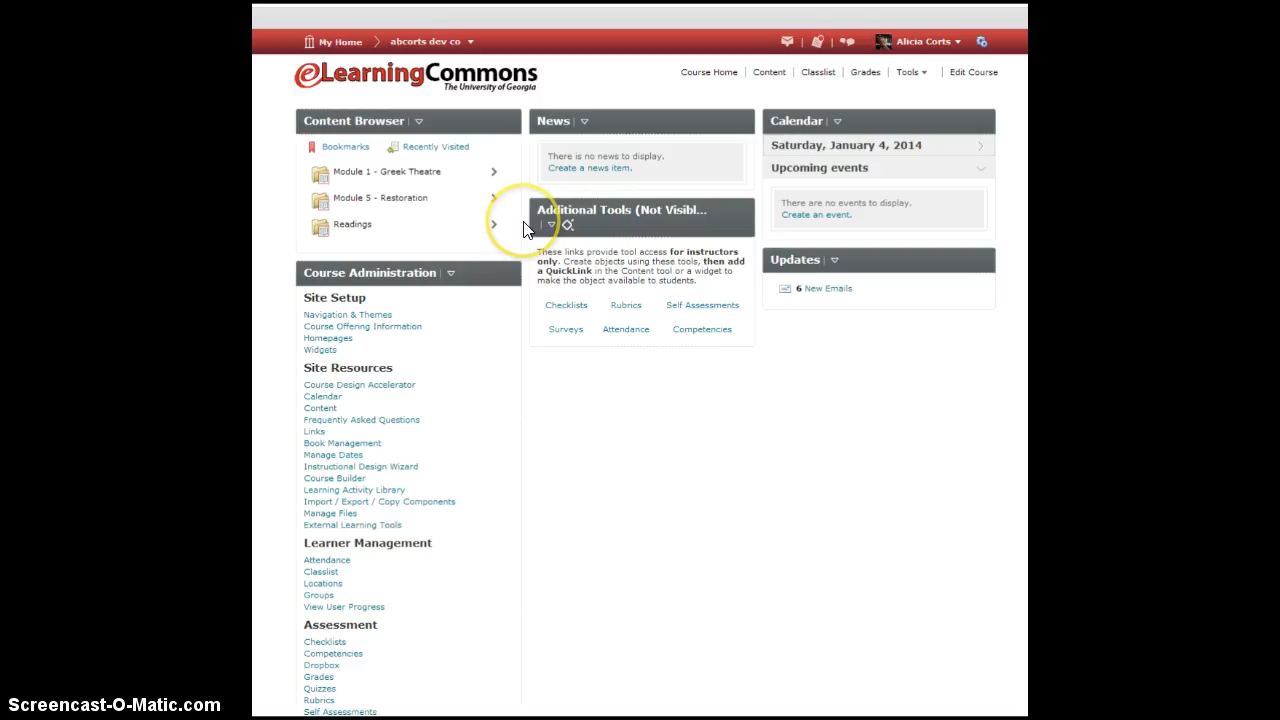 My Home
abcorts dev co
Alicia Corts
eLearningCommons
The University of Georgia
Course Home
Content
Classlist
Grades
Tools
Edit Course
Content Browser
Bookmarks
Recently Visited
Module 1 - Greek Theatre
Module 5 - Restoration
Readings
Course Administration
Site Setup
Navigation & Themes
Course Offering Information
Homepages
Widgets
Site Resources
Course Design Accelerator
Calendar
Content
Frequently Asked Questions
Links
Book Management
Manage Dates
Instructional Design Wizard
Course Builder
Learning Activity Library
Import / Export / Copy Components
Manage Files
External Learning Tools
Learner Management
Attendance
Classlist
Locations
Groups
View User Progress
Assessment
Checklists
Competencies
Dropbox
Grades
Quizzes
Rubrics
Self Assessments
News
There is no news to display.
Create a news item.
Additional Tools (Not Visibl...
These links provide tool access for instructors
only. Create objects using these tools, then add
a QuickLink in the Content tool or a widget to
make the object available to students.
Checklists
Rubrics
Self Assessments
Surveys
Attendance
Competencies
Calendar
Saturday, January 4, 2014
Upcoming events
There are no events to display.
Create an event.
Updates
6 New Emails
Screencast-O-Matic.com